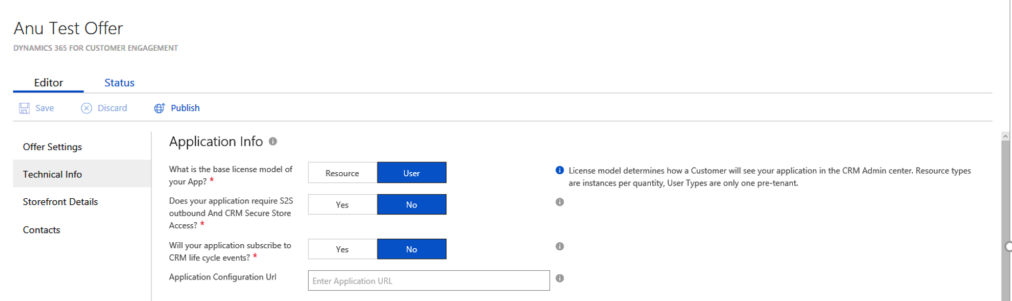 Anu Test Offer
DYNAMICS 365 FOR CUSTOMER ENGAGEMENT
Editor Status
Save Discard Publish
Offer Settings
Technical Info
Storefront Details
Contacts
Application Info
What is the base license model of
your App? *
Resource User
License model determines how a Customer will see your application in the CRM Admin center. Resource types
are instances per quantity, User Types are only one pre-tenant.
Does your application require S2S
outbound And CRM Secure Store
Access? *
Yes No
Will your application subscribe to
CRM life cycle events? *
Yes No
Application Configuration Url
Enter Application URL